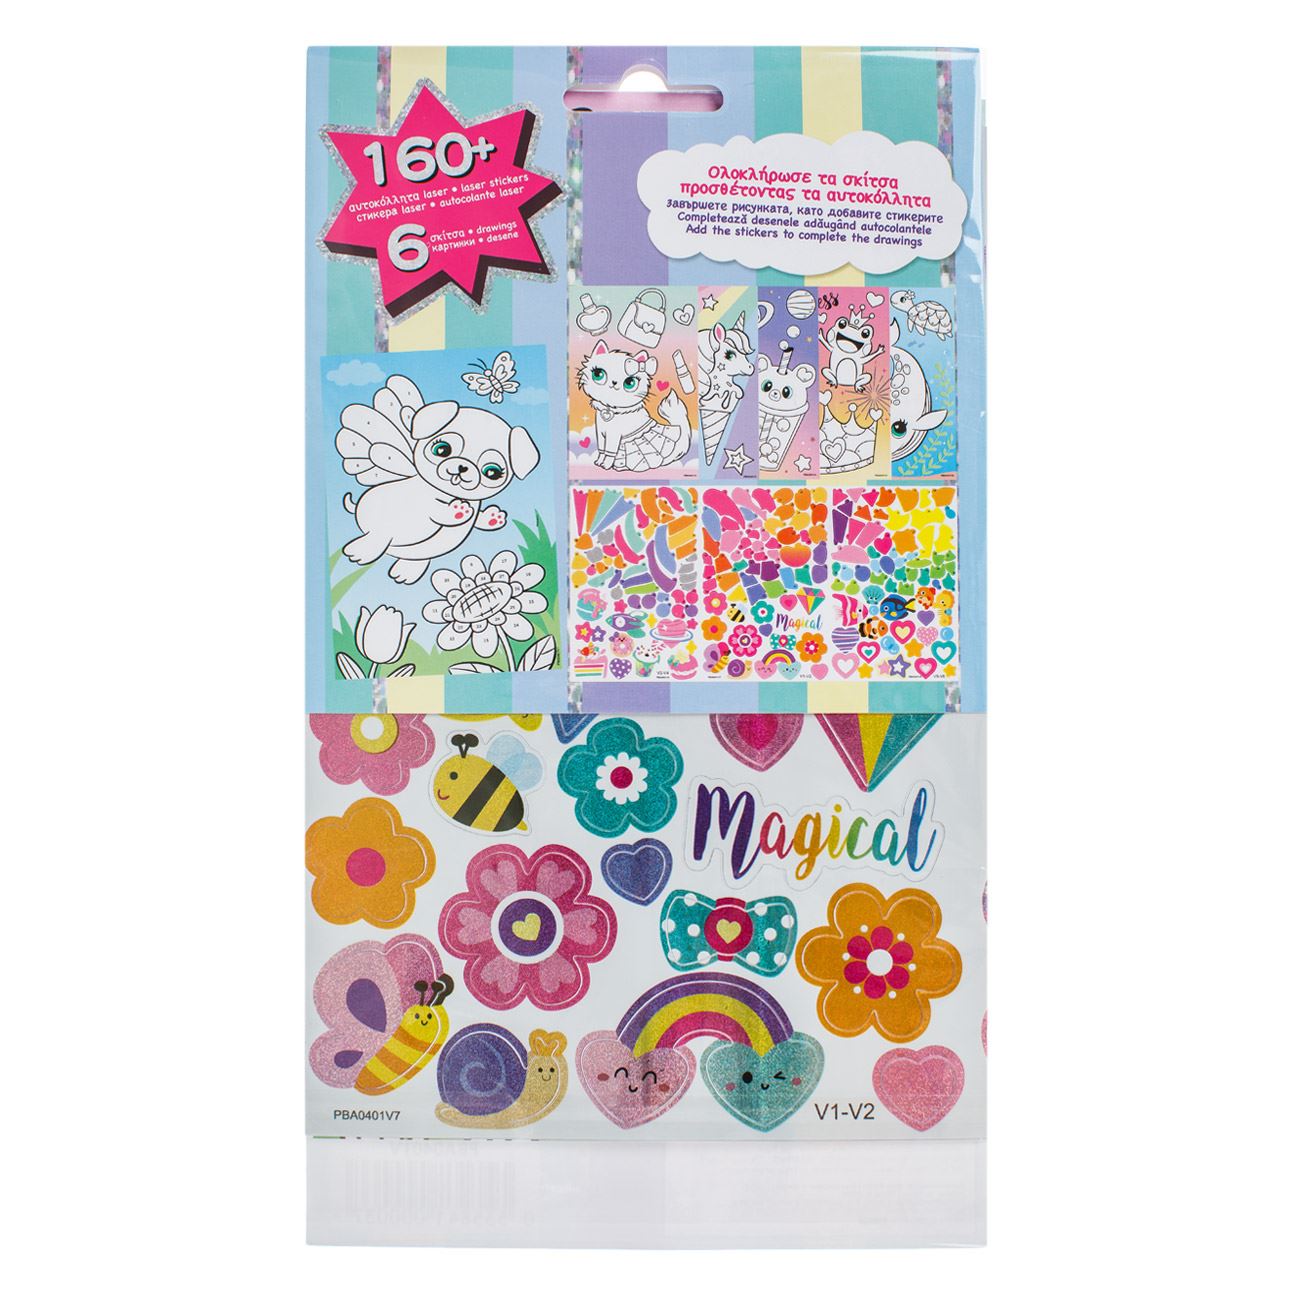 160+
αυτοκόλλητα laser • laser stickers
стикера laser • autocolante laser
6 σκίτσα • drawings
картинки • desene
Ολοκλήρωσε τα σκίτσα
προσθέτοντας τα αυτοκόλλητα
Завършете рисунката, като добавите стикерите
Completează desenele adăugând autocolantele
Add the stickers to complete the drawings
Magical
V1-V2
Magical
PBA0401V7
V1-V2